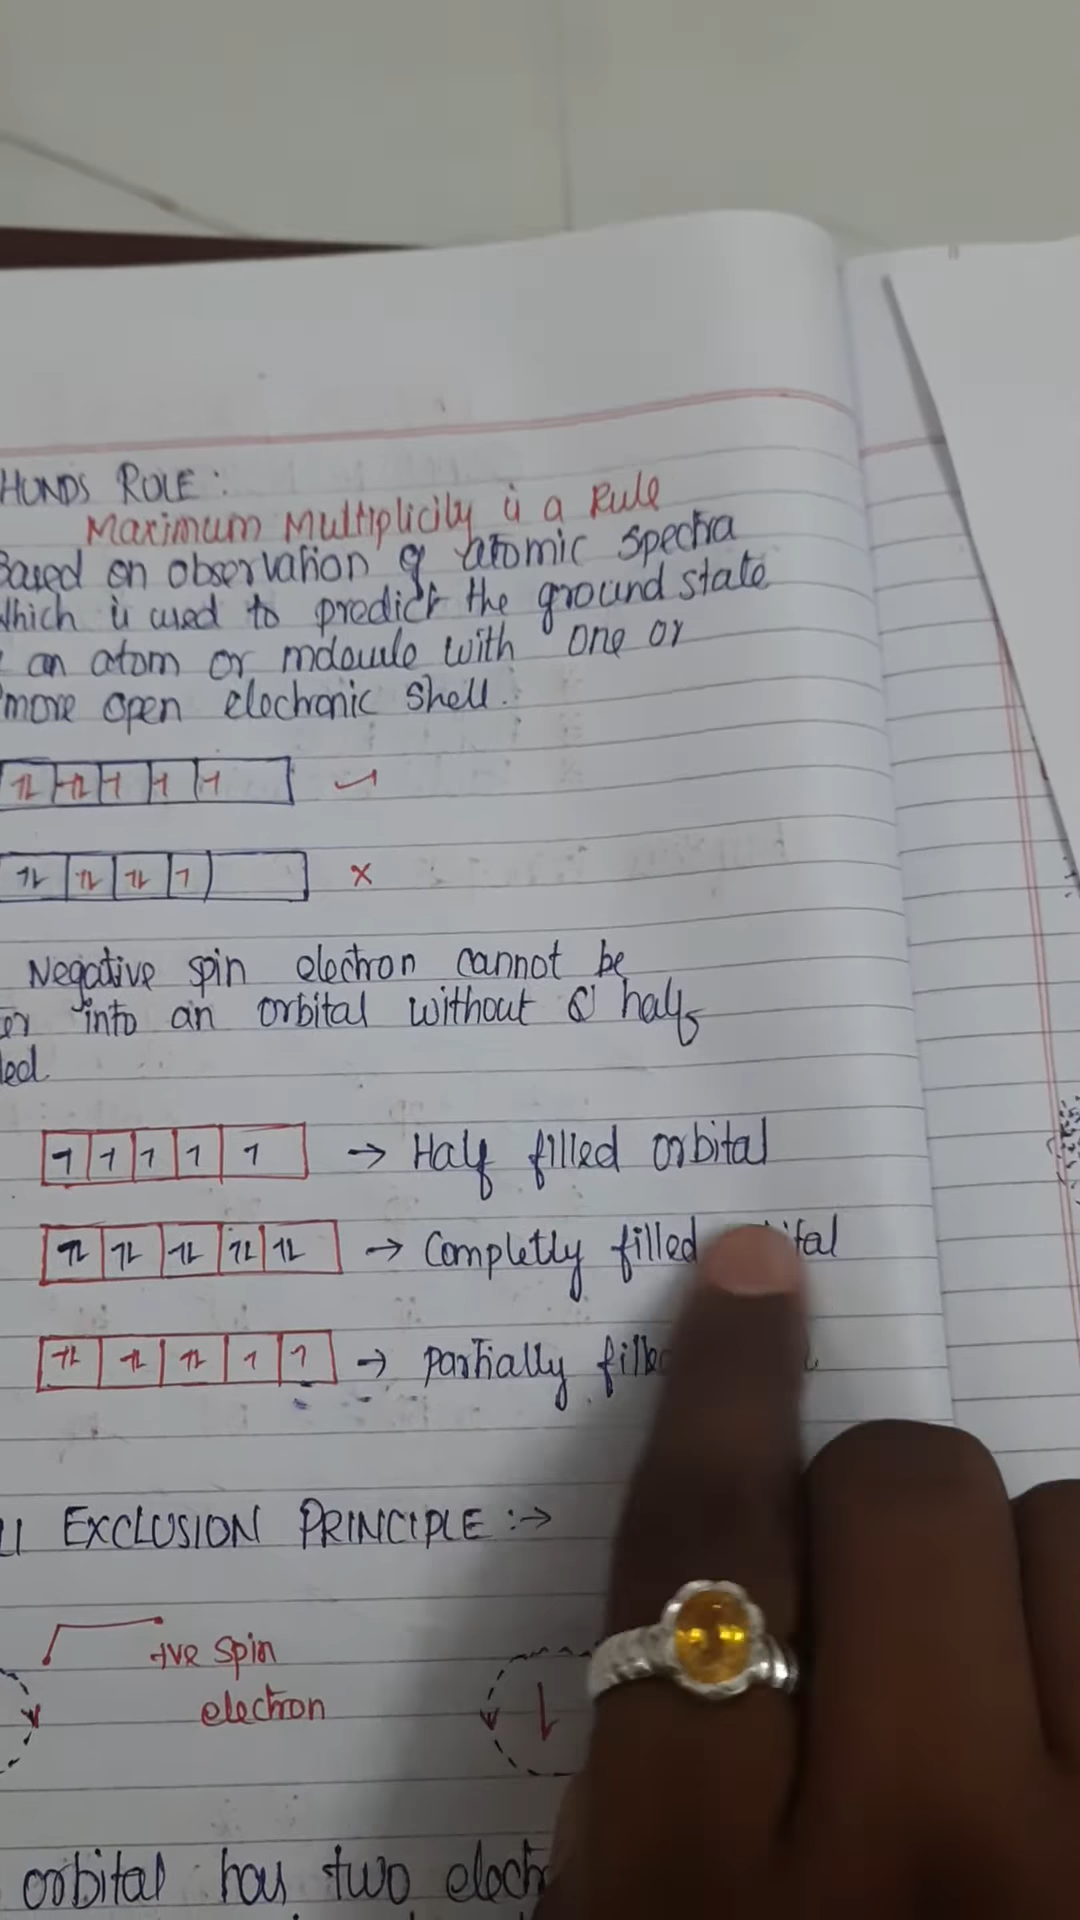 HUNDS ROLE :
Maximum Multiplicity is a Rule
Based on observation of atomic spectra
which is used to predict the ground state
an atom or molecule with one or
more open electronic shell.
Negative spin electron cannot be
into an orbital without half
→ Half filled orbital
→ Completly filled
→ partially
EXCLUSION PRINCIPLE :→
+ve spin
electron
orbital has two